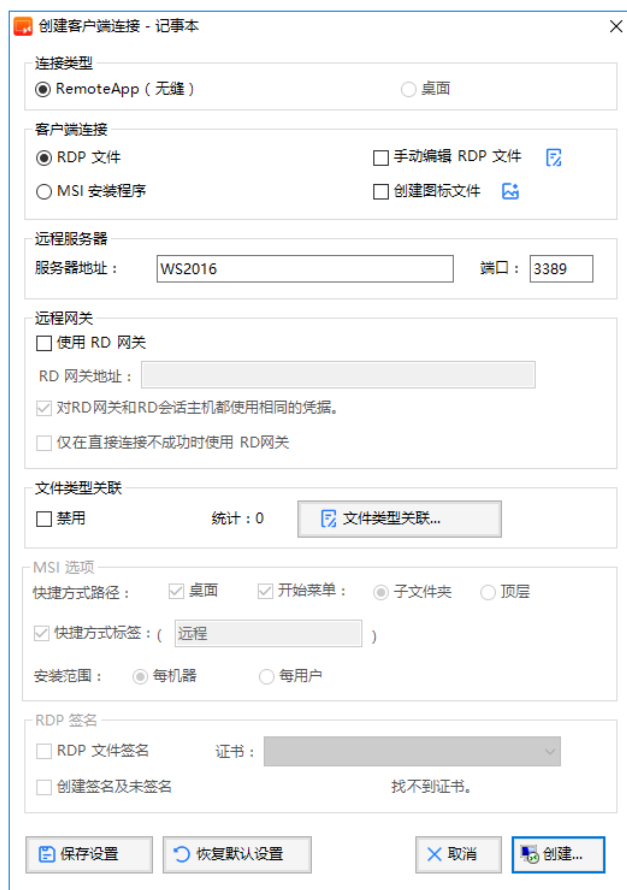 创建客户端连接 - 记事本
连接类型
RemoteApp（无缝） 桌面
客户端连接
RDP 文件 手动编辑 RDP 文件
MSI 安装程序 创建图标文件
远程服务器
服务器地址： WS2016 端口： 3389
远程网关
使用 RD 网关
RD 网关地址：
对RD网关和RD会话主机都使用相同的凭据。
仅在直接连接不成功时使用 RD网关
文件类型关联
禁用 统计：0 文件类型关联...
MSI 选项
快捷方式路径： 桌面 开始菜单： 子文件夹 顶层
快捷方式标签：( 远程 )
安装范围： 每机器 每用户
RDP 签名
RDP 文件签名 证书：
创建签名及未签名 找不到证书。
保存设置 恢复默认设置 取消 创建...